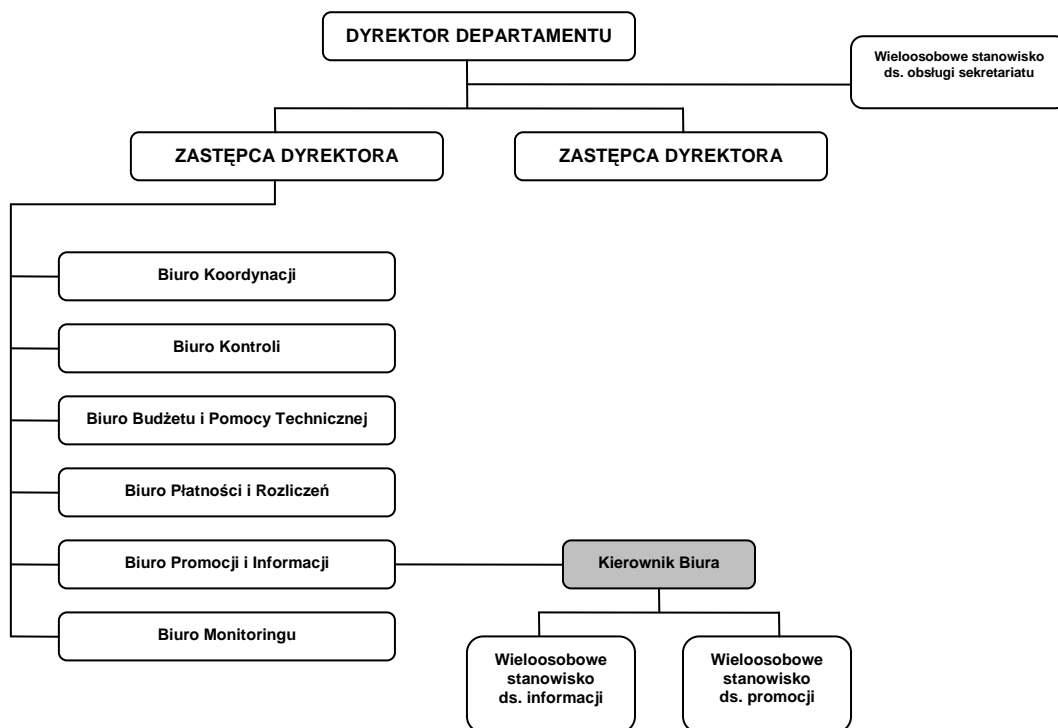 DYREKTOR DEPARTAMENTU
Wieloosobowe stanowisko
ds. obsługi sekretariatu
ZASTĘPCA DYREKTORA
ZASTĘPCA DYREKTORA
Biuro Koordynacji
Biuro Kontroli
Biuro Budżetu i Pomocy Technicznej
Biuro Płatności i Rozliczeń
Biuro Promocji i Informacji
Kierownik Biura
Biuro Monitoringu
Wieloosobowe
stanowisko
ds. informacji
Wieloosobowe
stanowisko
ds. promocji